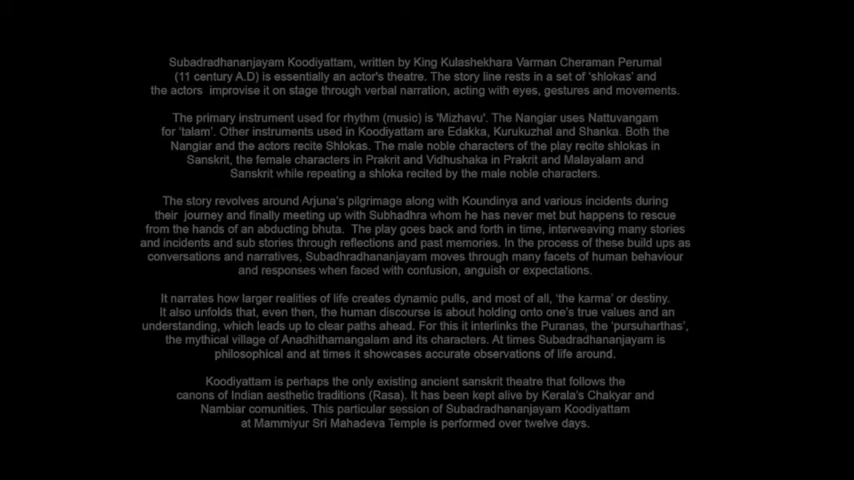 Subadradhananjayam Koodiyattam, written by King Kulashekhara Varman Cheraman Perumal
(11 century A.D) is essentially an actor's theatre. The story line rests in a set of ‘shlokas’ and
the actors improvise it on stage through verbal narration, acting with eyes, gestures and movements.
The primary instrument used for rhythm (music) is 'Mizhavu'. The Nangiar uses Nattuvangam
for ‘talam’. Other instruments used in Koodiyattam are Edakka, Kurukuzhal and Shanka. Both the
Nangiar and the actors recite Shlokas. The male noble characters of the play recite shlokas in
Sanskrit, the female characters in Prakrit and Vidhushaka in Prakrit and Malayalam and
Sanskrit while repeating a shloka recited by the male noble characters.
The story revolves around Arjuna’s pilgrimage along with Koundinya and various incidents during
their journey and finally meeting up with Subhadhra whom he has never met but happens to rescue
from the hands of an abducting bhuta. The play goes back and forth in time, interweaving many stories
and incidents and sub stories through reflections and past memories. In the process of these build ups as
conversations and narratives, Subadhradhananjayam moves through many facets of human behaviour
and responses when faced with confusion, anguish or expectations.
It narrates how larger realities of life creates dynamic pulls, and most of all, ‘the karma’ or destiny.
It also unfolds that, even then, the human discourse is about holding onto one’s true values and an
understanding, which leads up to clear paths ahead. For this it interlinks the Puranas, the ‘pursuharthas’,
the mythical village of Anadhithamangalam and its characters. At times Subadradhananjayam is
philosophical and at times it showcases accurate observations of life around.
Koodiyattam is perhaps the only existing ancient sanskrit theatre that follows the
canons of Indian aesthetic traditions (Rasa). It has been kept alive by Kerala’s Chakyar and
Nambiar comunities. This particular session of Subadradhananjayam Koodiyattam
at Mammiyur Sri Mahadeva Temple is performed over twelve days.